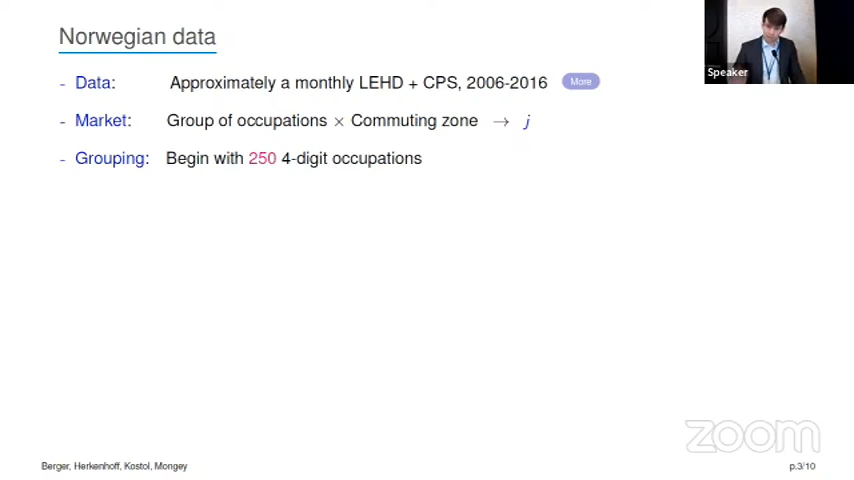 Norwegian data
Speaker
- Data: Approximately a monthly LEHD + CPS, 2006-2016 More
- Market: Group of occupations × Commuting zone → j
- Grouping: Begin with 250 4-digit occupations
zoom
Berger, Herkenhoff, Kostol, Mongey p.3/10